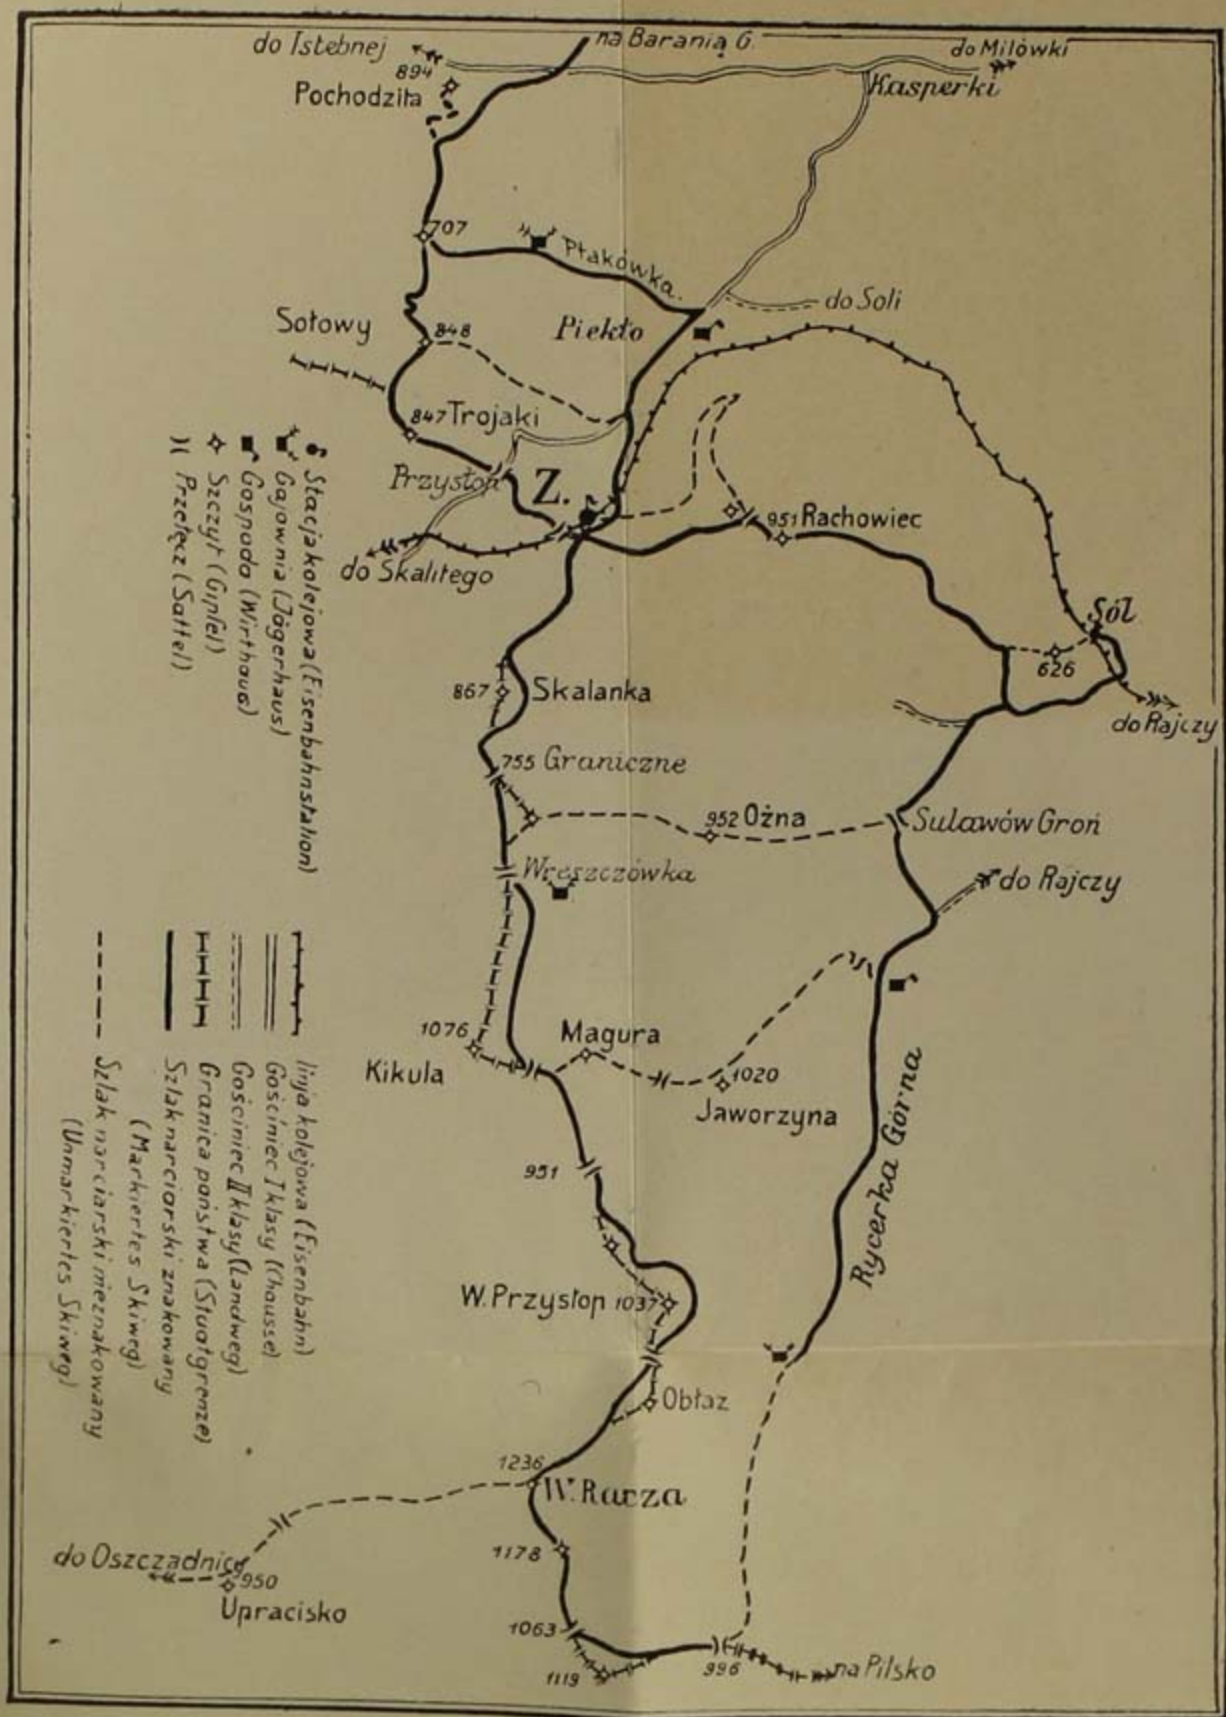 do Istebnej
na Baranią G.
do Milówki
894
Pochodziła
Kasperki
707
Ptakówka
do Soli
Sołowy
848
Piekło
847 Trojaki
Przysłop
Z.
951 Rachowiec
do Skalitego
Sól
626
867
Skalanka
do Rajczy
755 Graniczne
952 Ożna
Sulawów Groń
Wreszczówka
do Rajczy
1076
Kikula
Magura
1020
Jaworzyna
Rycerka Górna
951
W. Przysłop 1037
Obłaz
1236
W. Racza
1178
do Oszczadnicy
950
Upracisko
1063
1119
996
na Pilsko
Stacja kolejowa (Eisenbahnstation)
Gajownia (Jägerhaus)
Gospoda (Wirthaus)
Szczyt (Gipfel)
Przełęcz (Sattel)
linja kolejowa (Eisenbahn)
Gościniec I klasy (Chausse)
Gościniec II klasy (Landweg)
Granica państwa (Staatgrenze)
Szlak narciarski znakowany
(Markiertes Skiweg)
Szlak narciarski nieznakowany
(Unmarkiertes Skiweg)